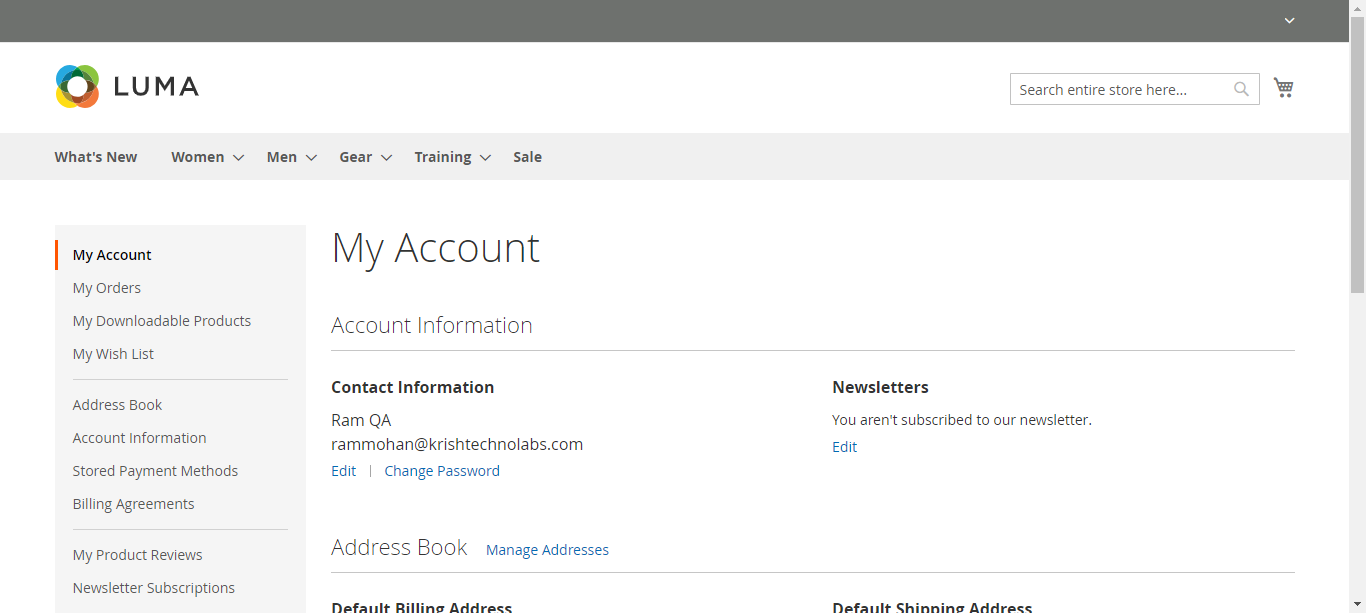 LUMA
Search entire store here...
What's New Women Men Gear Training Sale
My Account
My Orders
My Downloadable Products
My Wish List
Address Book
Account Information
Stored Payment Methods
Billing Agreements
My Product Reviews
Newsletter Subscriptions
My Account
Account Information
Contact Information
Ram QA
rammohan@krishtechnolabs.com
Edit | Change Password
Newsletters
You aren't subscribed to our newsletter.
Edit
Address Book Manage Addresses
Default Billing Address
Default Shipping Address